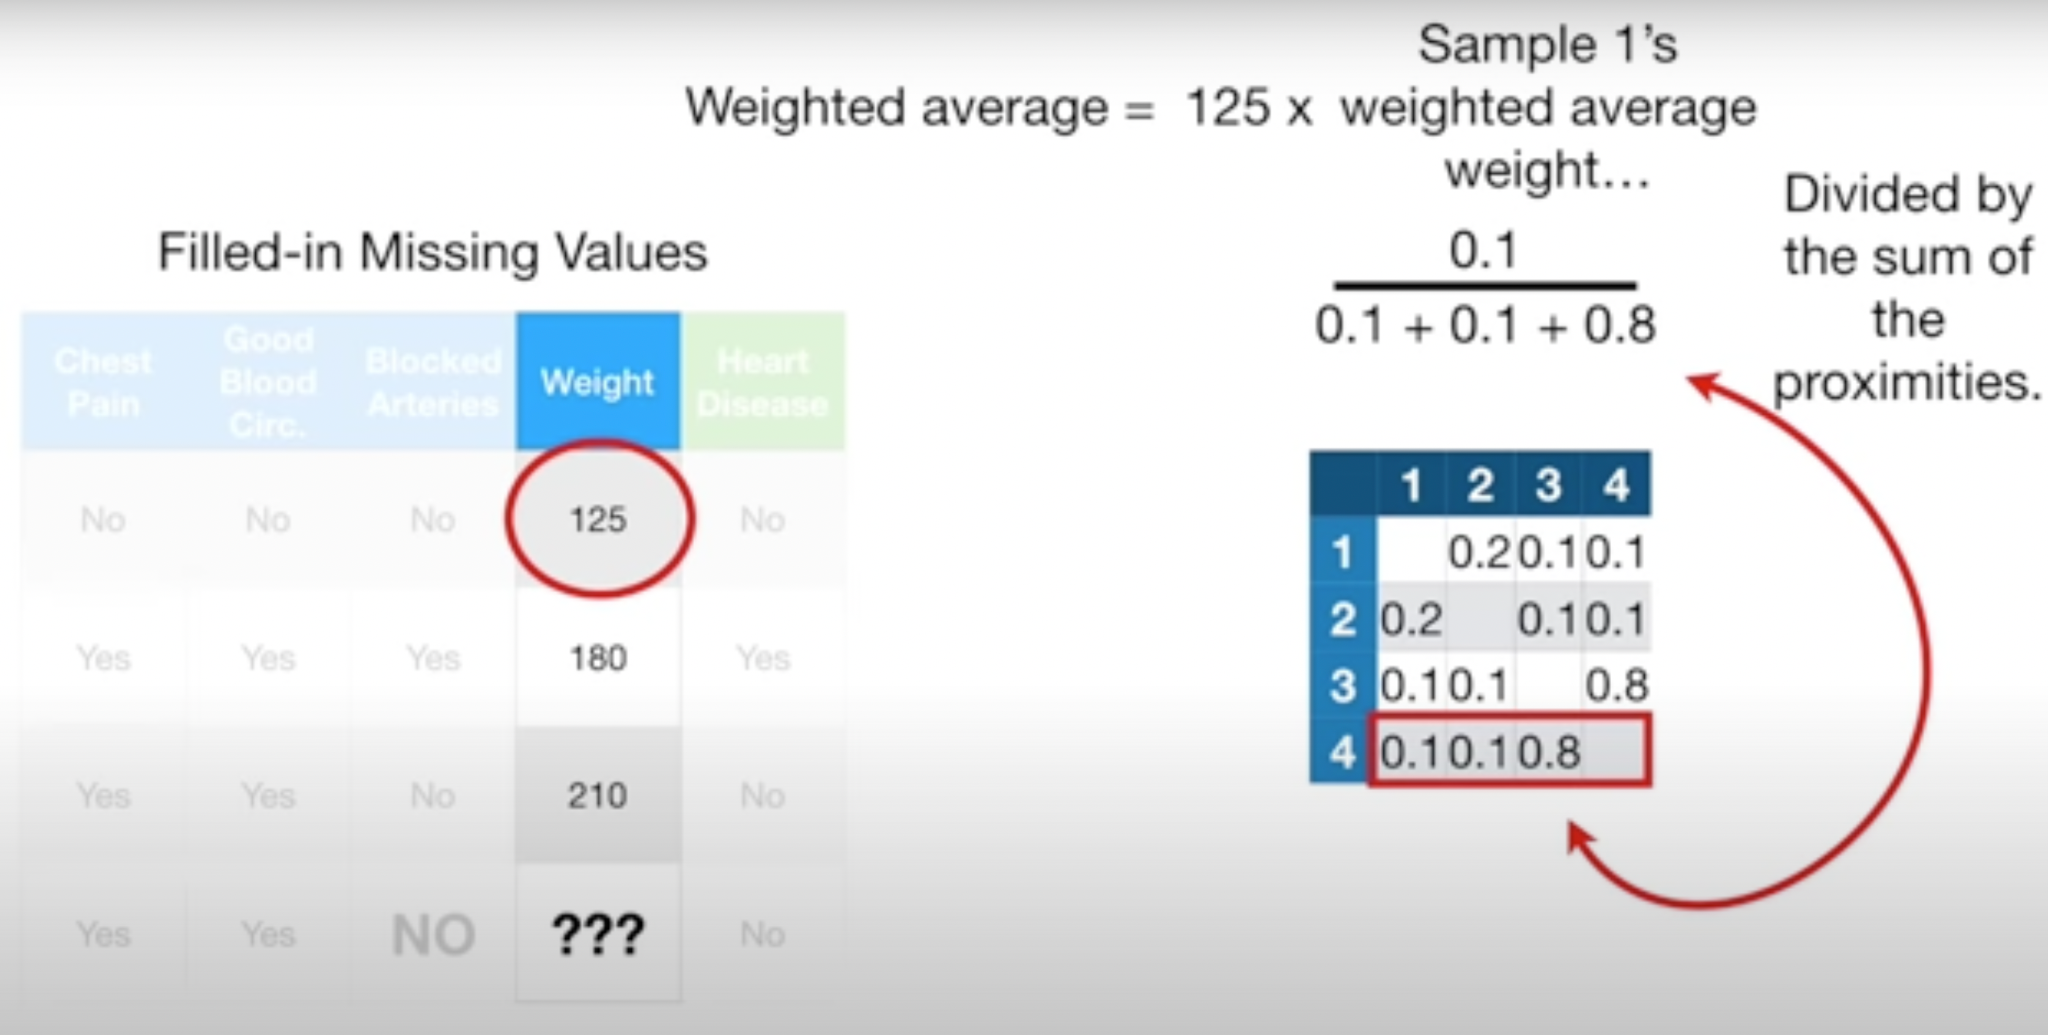 Sample 1’s
Weighted average = 125 x weighted average
weight…
0.1
0.1 + 0.1 + 0.8
Divided by
the sum of
the
proximities.
Filled-in Missing Values
Chest Pain Good Blood Circ. Blocked Arteries Weight Heart Disease
No No No 125 No
Yes Yes Yes 180 Yes
Yes Yes No 210 No
Yes Yes NO ??? No
1 2 3 4
1 0.2 0.1 0.1
2 0.2 0.1 0.1
3 0.1 0.1 0.8
4 0.1 0.1 0.8